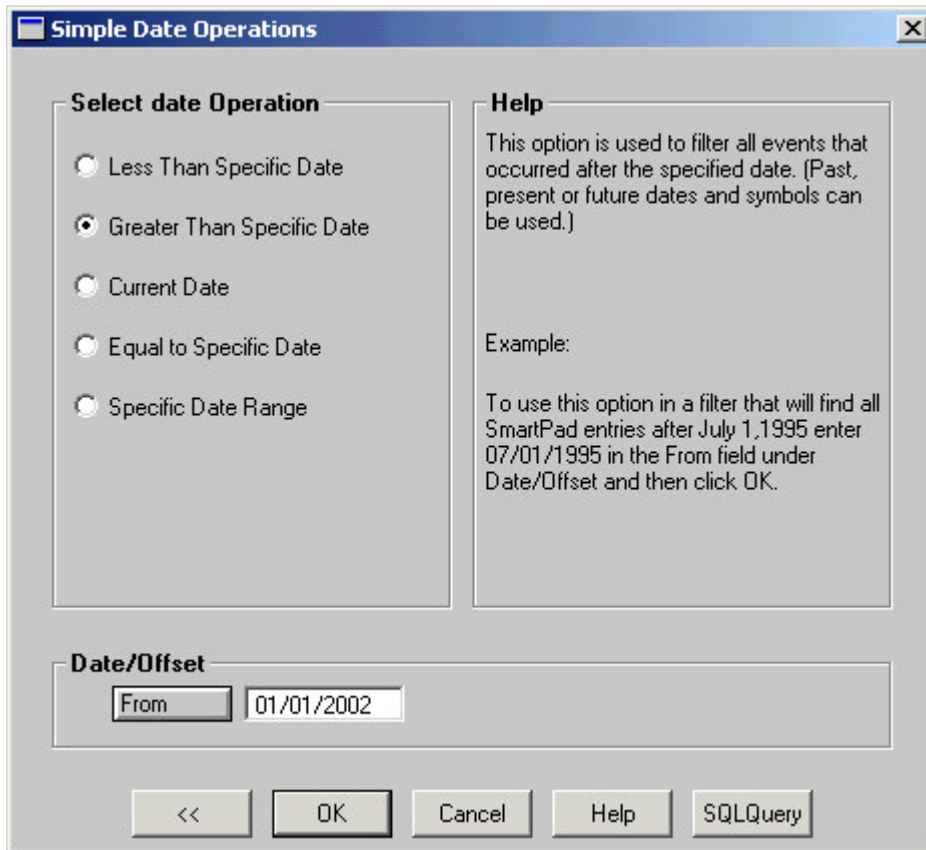 Simple Date Operations
Select date Operation
Less Than Specific Date
Greater Than Specific Date
Current Date
Equal to Specific Date
Specific Date Range
Help
This option is used to filter all events that
occurred after the specified date. (Past,
present or future dates and symbols can
be used.)
Example:
To use this option in a filter that will find all
SmartPad entries after July 1,1995 enter
07/01/1995 in the From field under
Date/Offset and then click OK.
Date/Offset
From 01/01/2002
<< OK Cancel Help SQLQuery